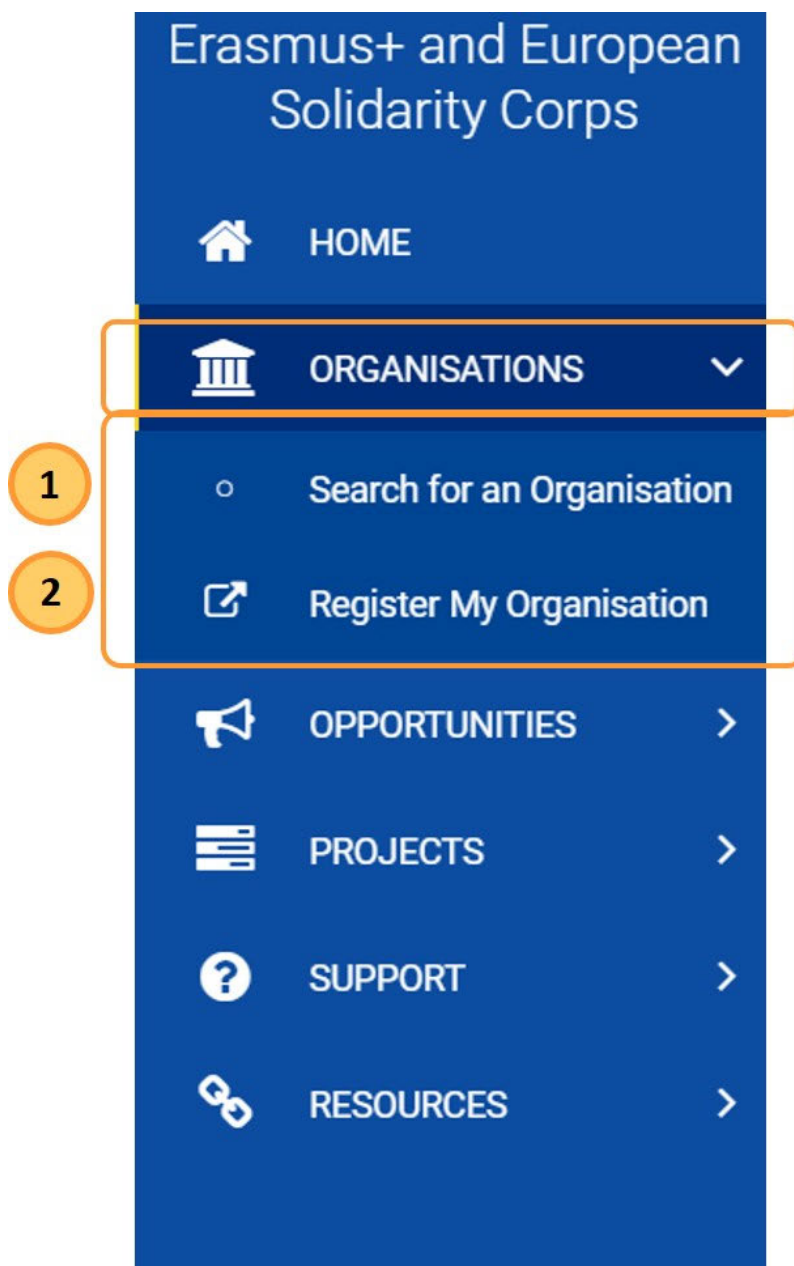 Erasmus+ and European
Solidarity Corps
HOME
ORGANISATIONS
1
Search for an Organisation
2
Register My Organisation
OPPORTUNITIES
PROJECTS
SUPPORT
RESOURCES